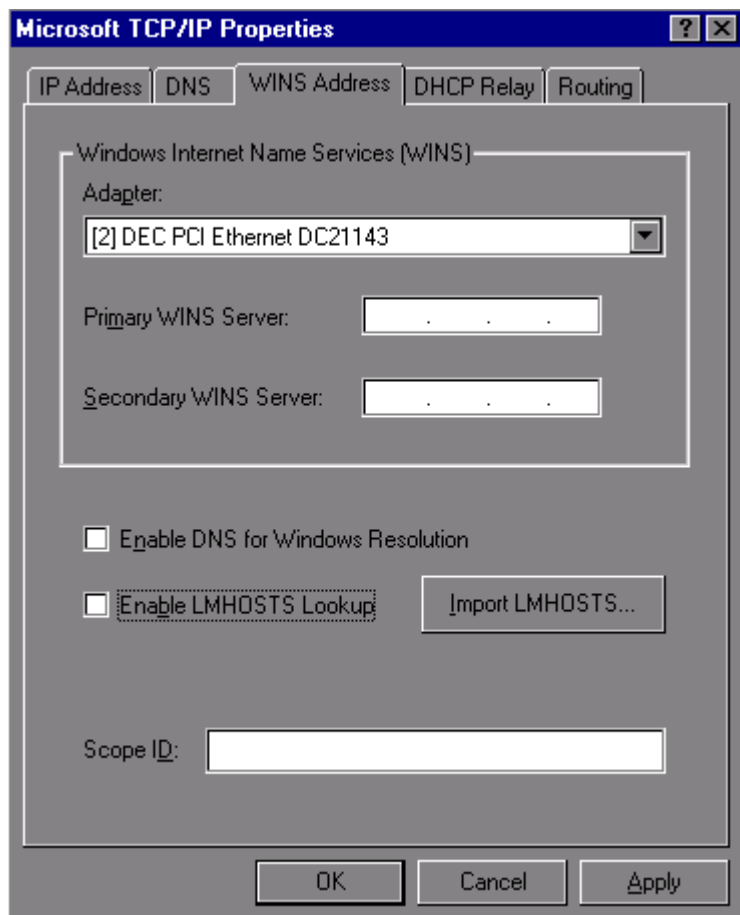 Microsoft TCP/IP Properties
IP Address DNS WINS Address DHCP Relay Routing
Windows Internet Name Services (WINS)
Adapter:
[2] DEC PCI Ethernet DC21143
Primary WINS Server: . . .
Secondary WINS Server: . . .
Enable DNS for Windows Resolution
Enable LMHOSTS Lookup Import LMHOSTS...
Scope ID:
OK Cancel Apply